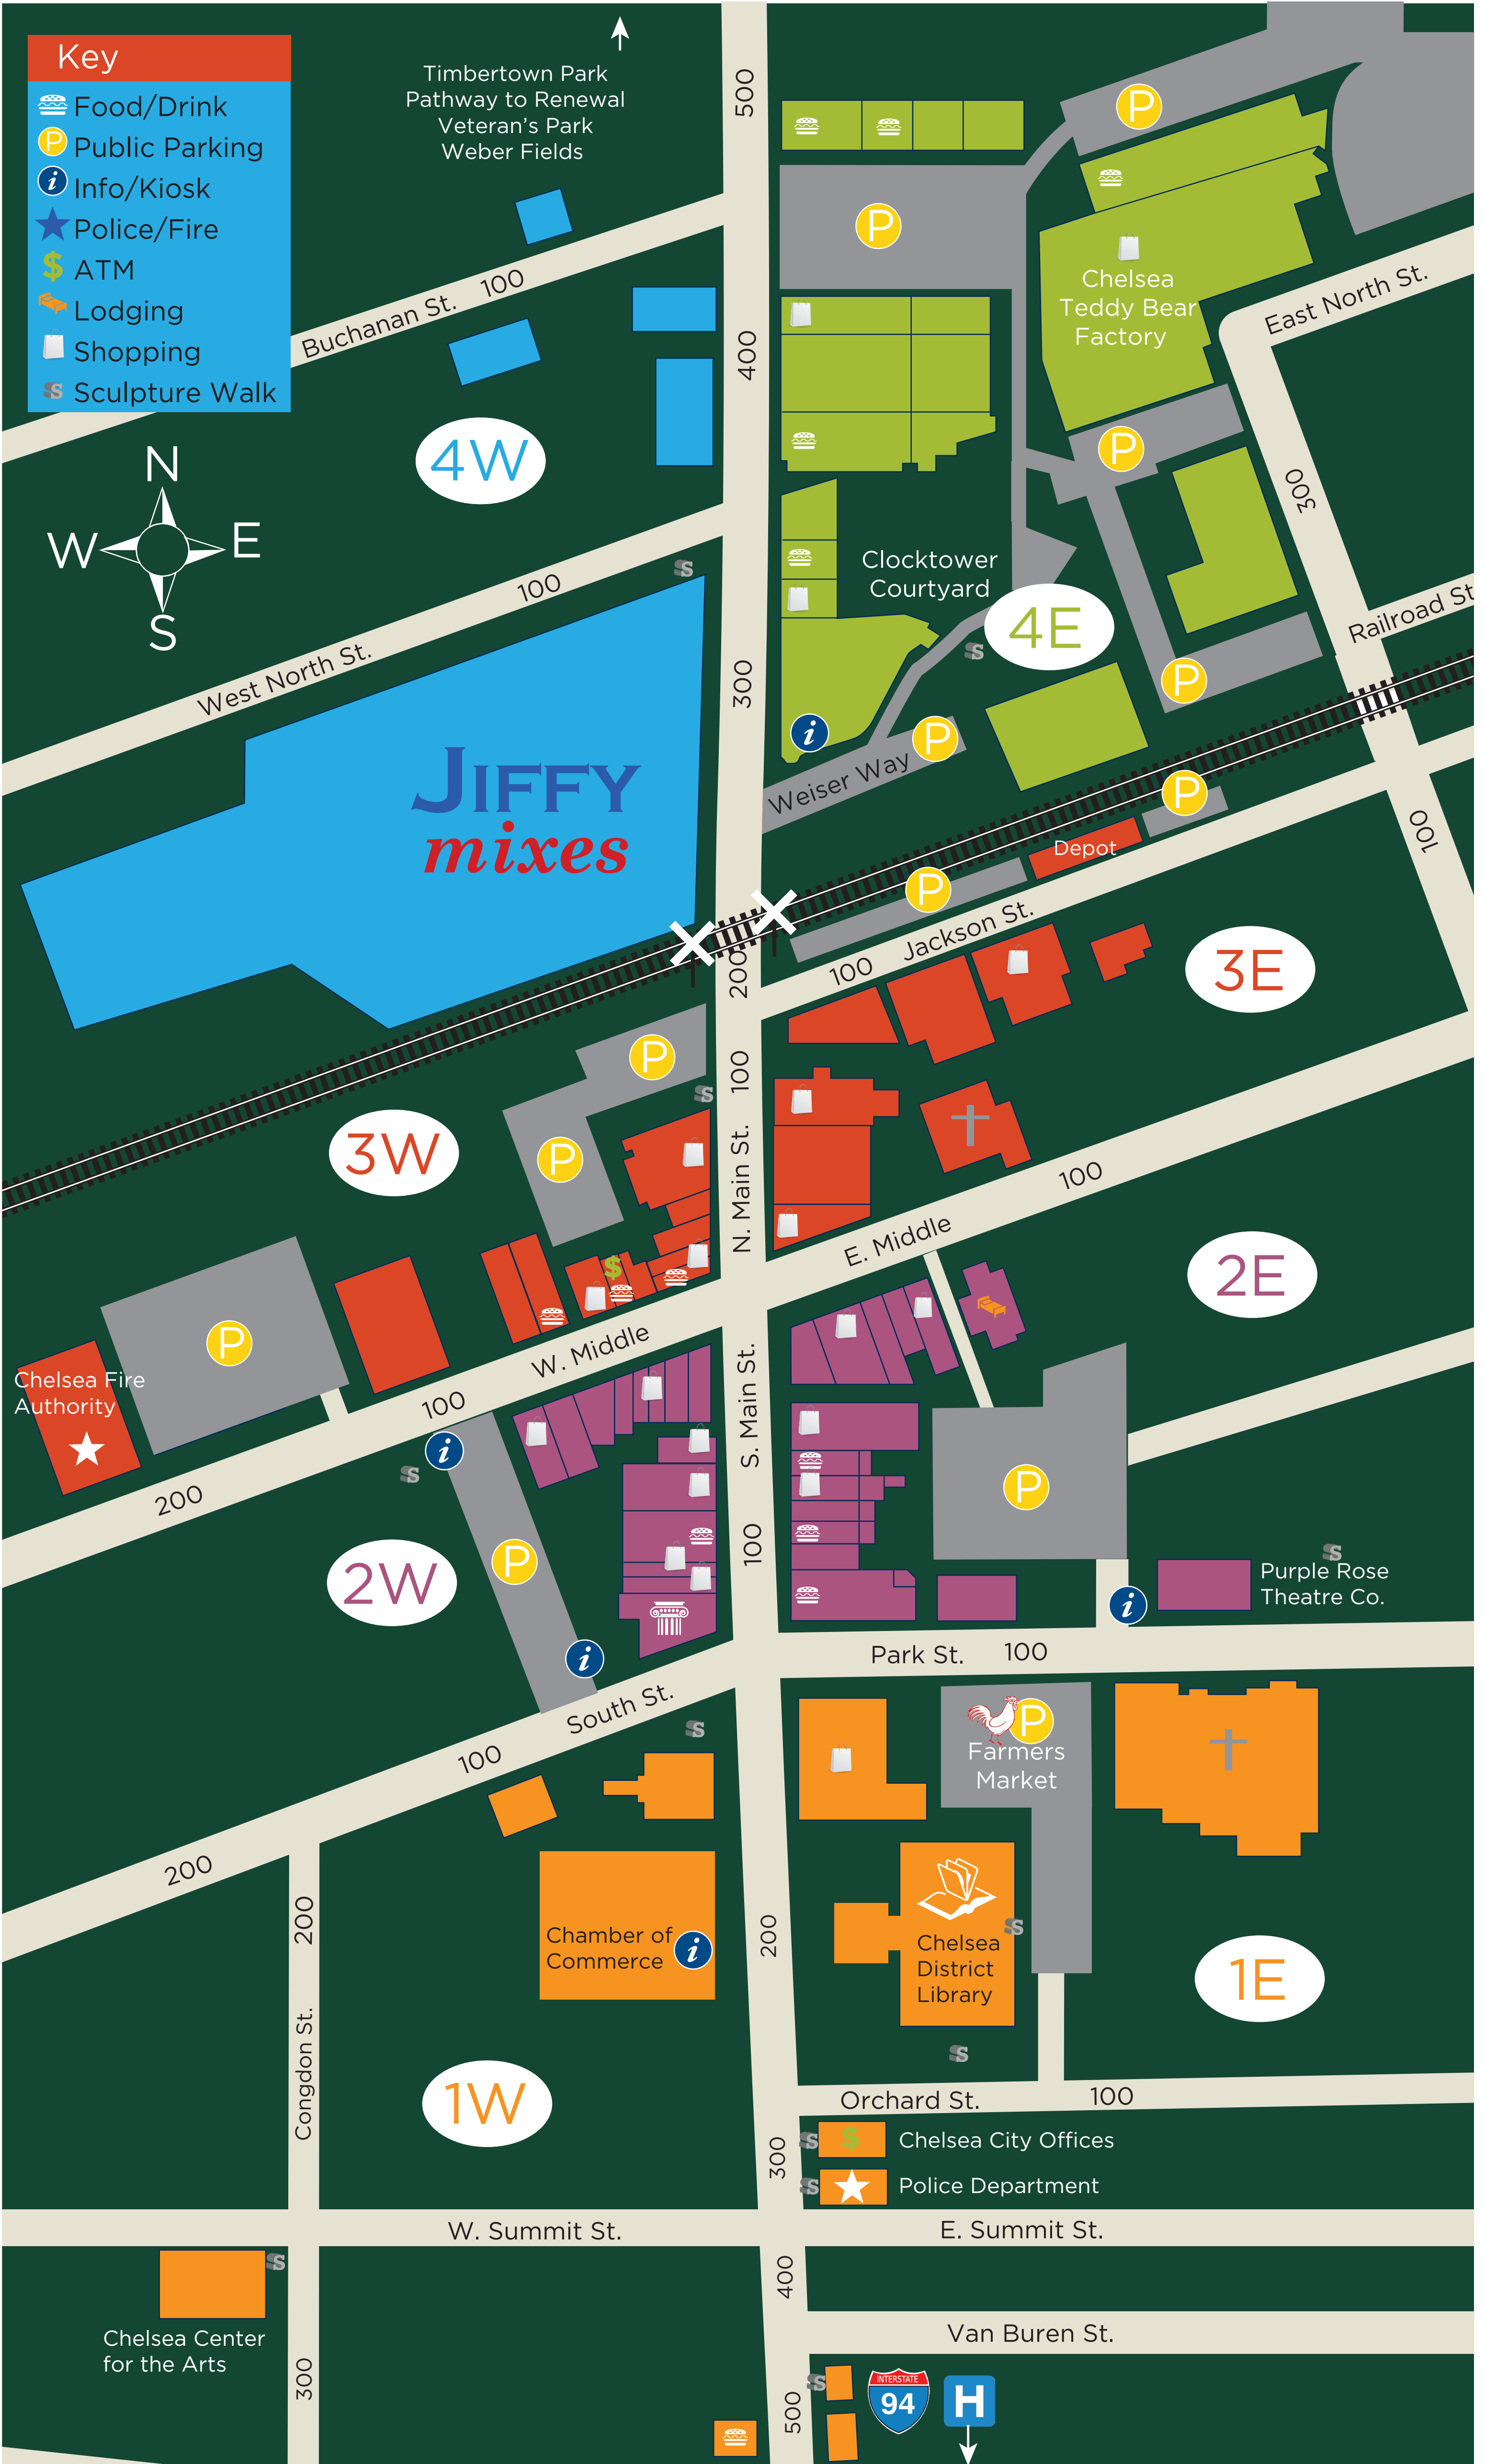 Key
Food/Drink
P Public Parking
i Info/Kiosk
Police/Fire
$ ATM
Lodging
Shopping
S Sculpture Walk
Timbertown Park
Pathway to Renewal
Veteran's Park
Weber Fields
500
P
P
Chelsea
Teddy Bear
Factory
East North St.
Buchanan St. 100
400
4W
P
300
N
W E
S
S
100
West North St.
Clocktower
Courtyard
4E
S
Railroad St
300
P
i
P
Weiser Way
JIFFY
mixes
P
Depot
100
P
200
100 Jackson St.
3E
P
100
S
3W
P
N. Main St.
100
E. Middle
2E
$
P
W. Middle
Chelsea Fire
Authority
100
i
S
200
S. Main St.
P
100
P
2W
S
Purple Rose
Theatre Co.
i
i
Park St. 100
South St.
S
100
P
Farmers
Market
200
200
200
Chamber of
Commerce
i
Chelsea
District
Library
S
1E
Congdon St.
S
1W
Orchard St. 100
300
S
$
Chelsea City Offices
S
Police Department
W. Summit St.
E. Summit St.
S
400
Chelsea Center
for the Arts
Van Buren St.
300
500
S
INTERSTATE
94
H